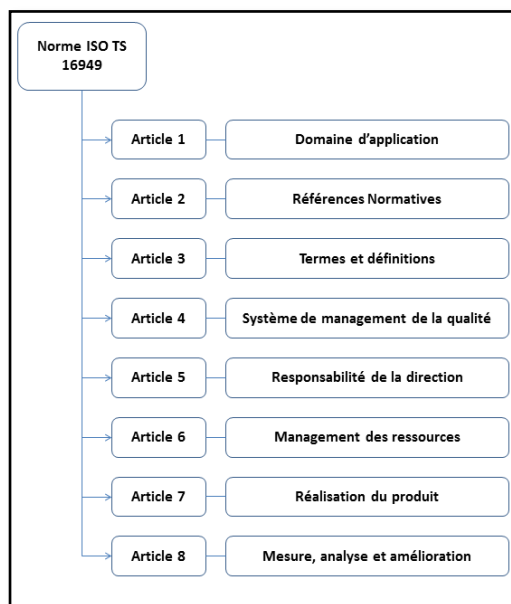 Norme ISO TS
16949
Article 1 Domaine d’application
Article 2 Références Normatives
Article 3 Termes et définitions
Article 4 Système de management de la qualité
Article 5 Responsabilité de la direction
Article 6 Management des ressources
Article 7 Réalisation du produit
Article 8 Mesure, analyse et amélioration